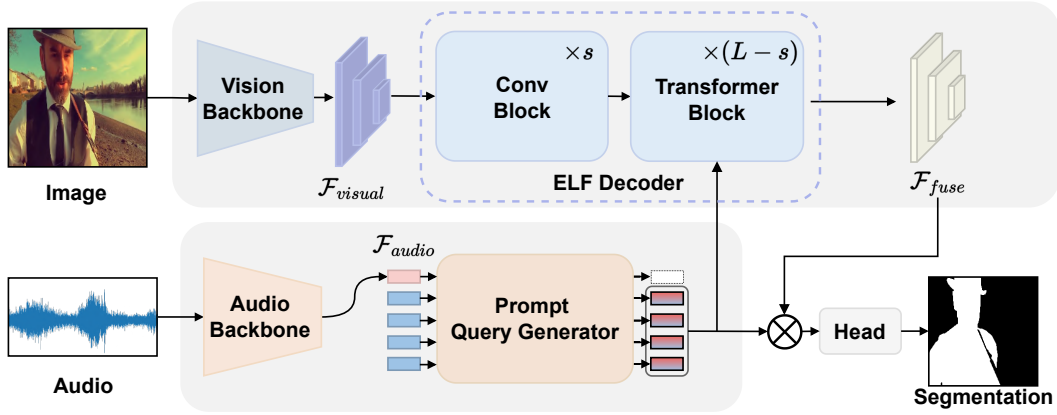 Image
Vision
Backbone
ℱ_visual
×s
Conv
Block
×(L − s)
Transformer
Block
ELF Decoder
ℱ_fuse
Audio
Audio
Backbone
ℱ_audio
Prompt
Query Generator
Head
Segmentation